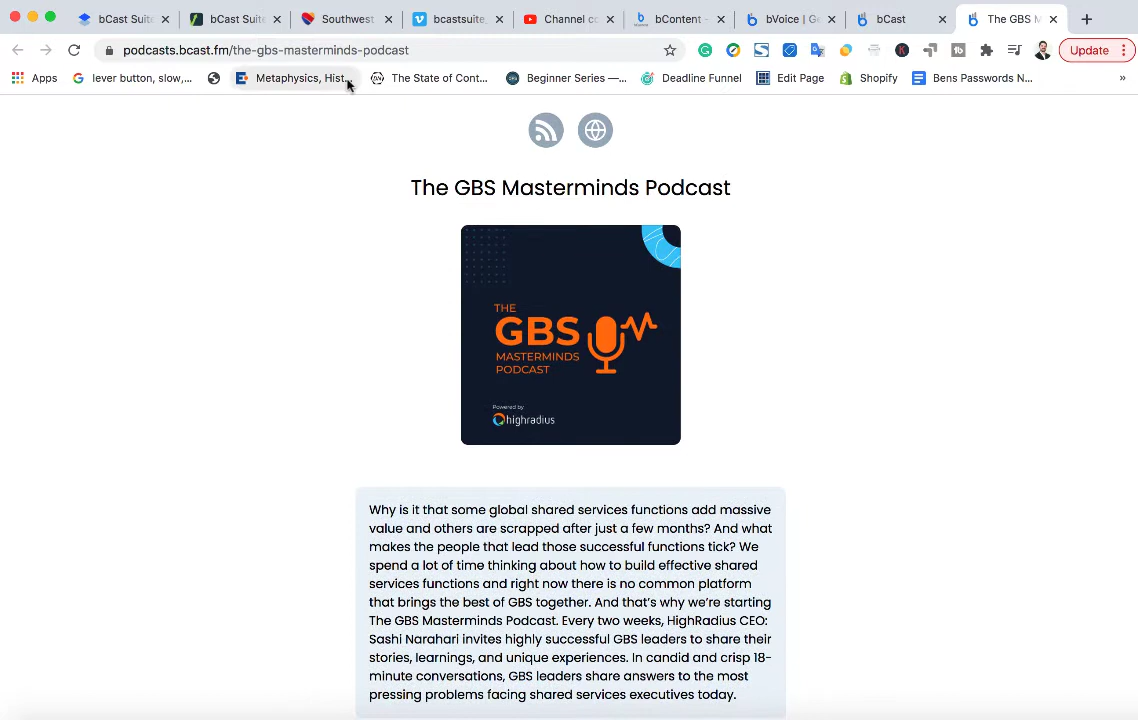 bCast Suite
bCast Suite
Southwest
bcastsuite,
Channel co
bContent -
bVoice | Ge
bCast
The GBS M
podcasts.bcast.fm/the-gbs-masterminds-podcast
Update
Apps
lever button, slow,...
Metaphysics, Hist...
The State of Cont...
Beginner Series —...
Deadline Funnel
Edit Page
Shopify
Bens Passwords N...
»
The GBS Masterminds Podcast
THE
GBS
MASTERMINDS
PODCAST
Powered by
highradius
Why is it that some global shared services functions add massive
value and others are scrapped after just a few months? And what
makes the people that lead those successful functions tick? We
spend a lot of time thinking about how to build effective shared
services functions and right now there is no common platform
that brings the best of GBS together. And that's why we're starting
The GBS Masterminds Podcast. Every two weeks, HighRadius CEO:
Sashi Narahari invites highly successful GBS leaders to share their
stories, learnings, and unique experiences. In candid and crisp 18-
minute conversations, GBS leaders share answers to the most
pressing problems facing shared services executives today.